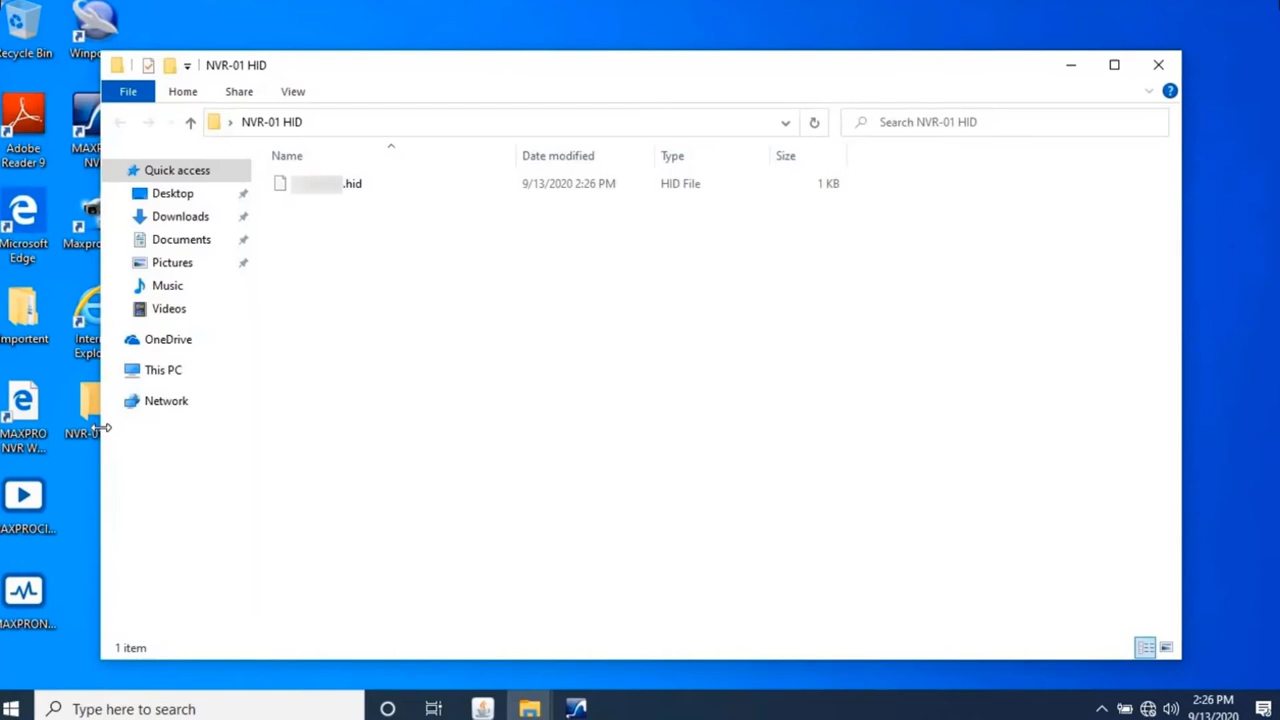 Recycle Bin
Adobe
Reader 9
Microsoft
Edge
MAXPRO
NVR W...
NVR-01 HID
File
Home
Share
View
NVR-01 HID
Search NVR-01 HID
Name
Date modified
Type
Size
.hid
9/13/2020 2:26 PM
HID File
1 KB
Quick access
Desktop
Downloads
Documents
Pictures
Music
Videos
OneDrive
This PC
Network
1 item
Type here to search
2:26 PM
9/13/2020